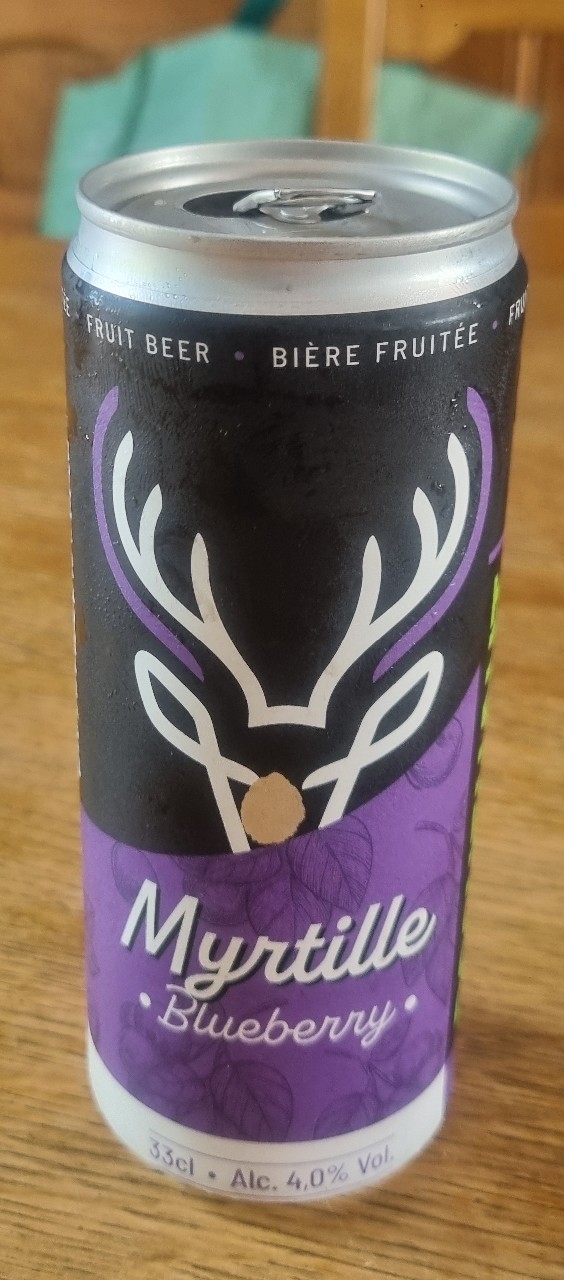 FRUIT BEER • BIÈRE FRUITÉE •
Myrtille
• Blueberry •
33cl • Alc. 4,0% Vol.